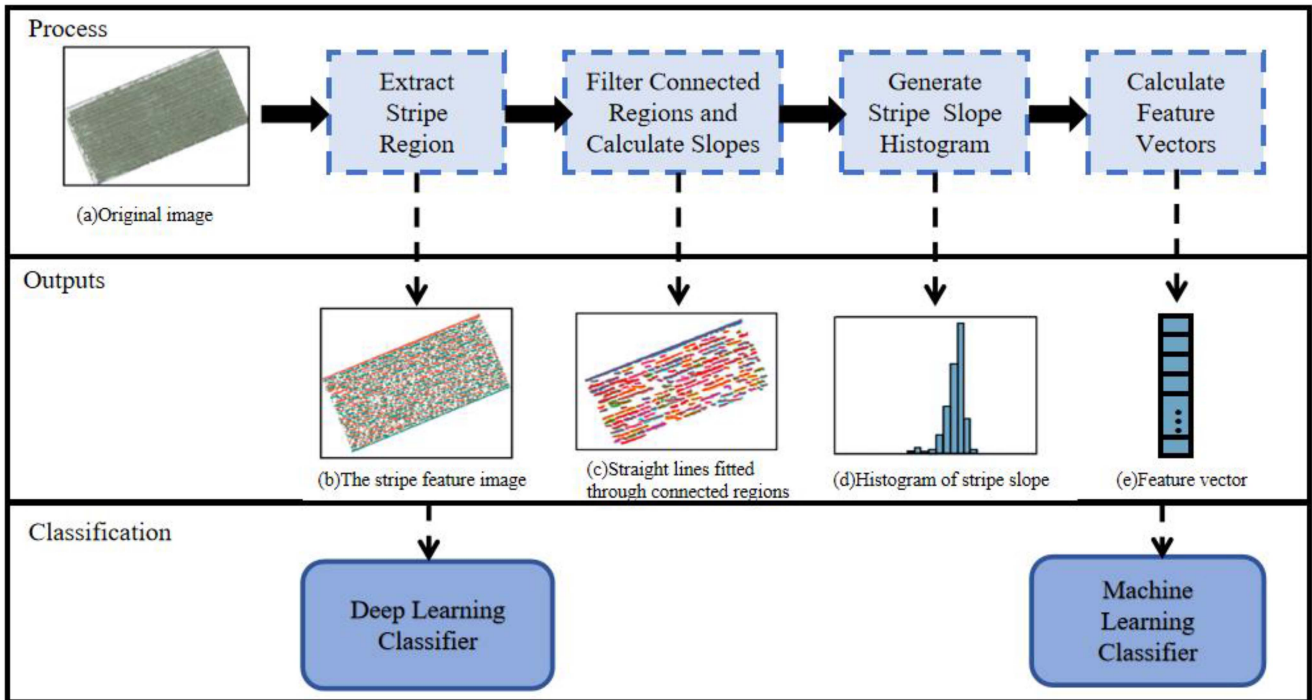 Process
Extract
Stripe
Region
Filter Connected
Regions and
Calculate Slopes
Generate
Stripe Slope
Histogram
Calculate
Feature
Vectors
(a)Original image
Outputs
(b)The stripe feature image
(c)Straight lines fitted
through connected regions
(d)Histogram of stripe slope
(e)Feature vector
Classification
Deep Learning
Classifier
Machine
Learning
Classifier